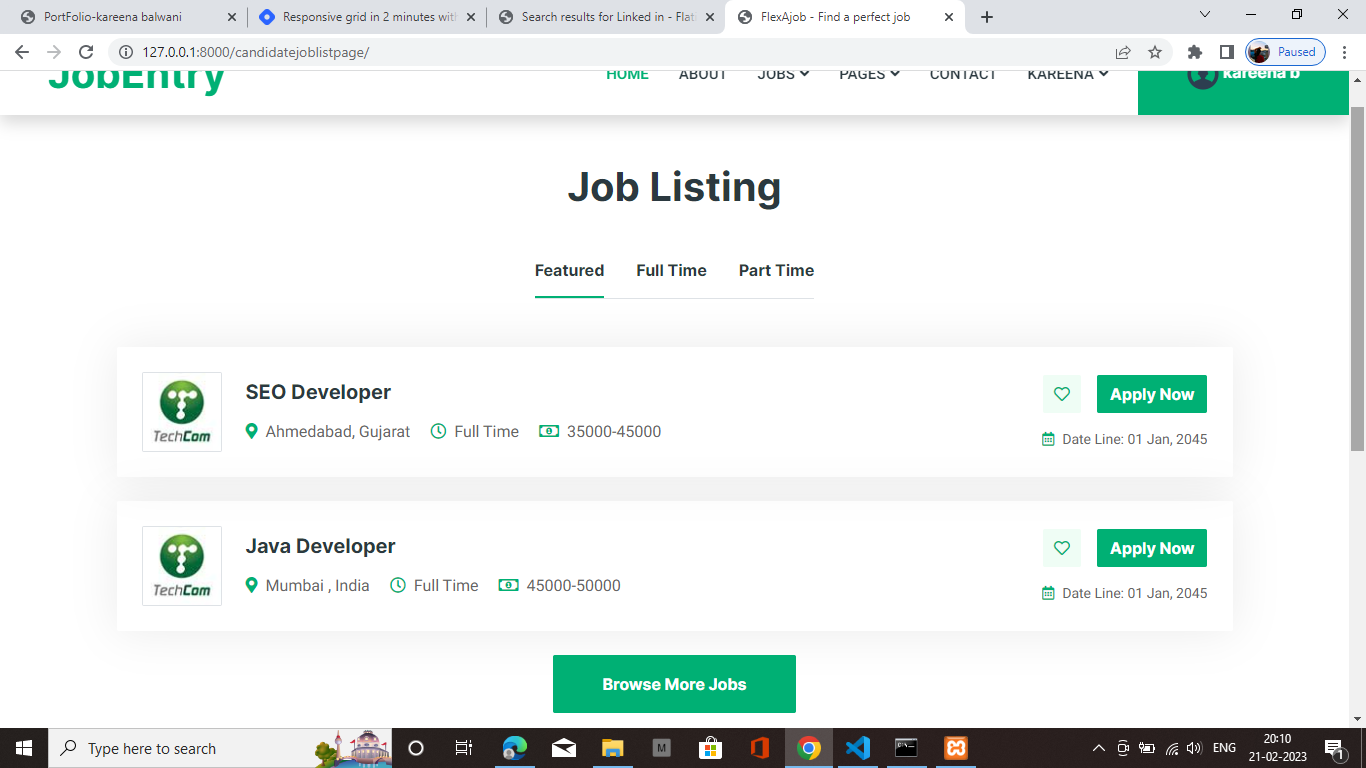 PortFolio-kareena balwani
Responsive grid in 2 minutes with
Search results for Linked in - Flati
FlexAjob - Find a perfect job
127.0.0.1:8000/candidatejoblistpage/
Paused
JobEntry
HOME
ABOUT
JOBS
PAGES
CONTACT
KAREENA
kareena b
Job Listing
Featured
Full Time
Part Time
TechCom
SEO Developer
Ahmedabad, Gujarat
Full Time
35000-45000
Apply Now
Date Line: 01 Jan, 2045
TechCom
Java Developer
Mumbai , India
Full Time
45000-50000
Apply Now
Date Line: 01 Jan, 2045
Browse More Jobs
Type here to search
M
ENG
20:10
21-02-2023
1